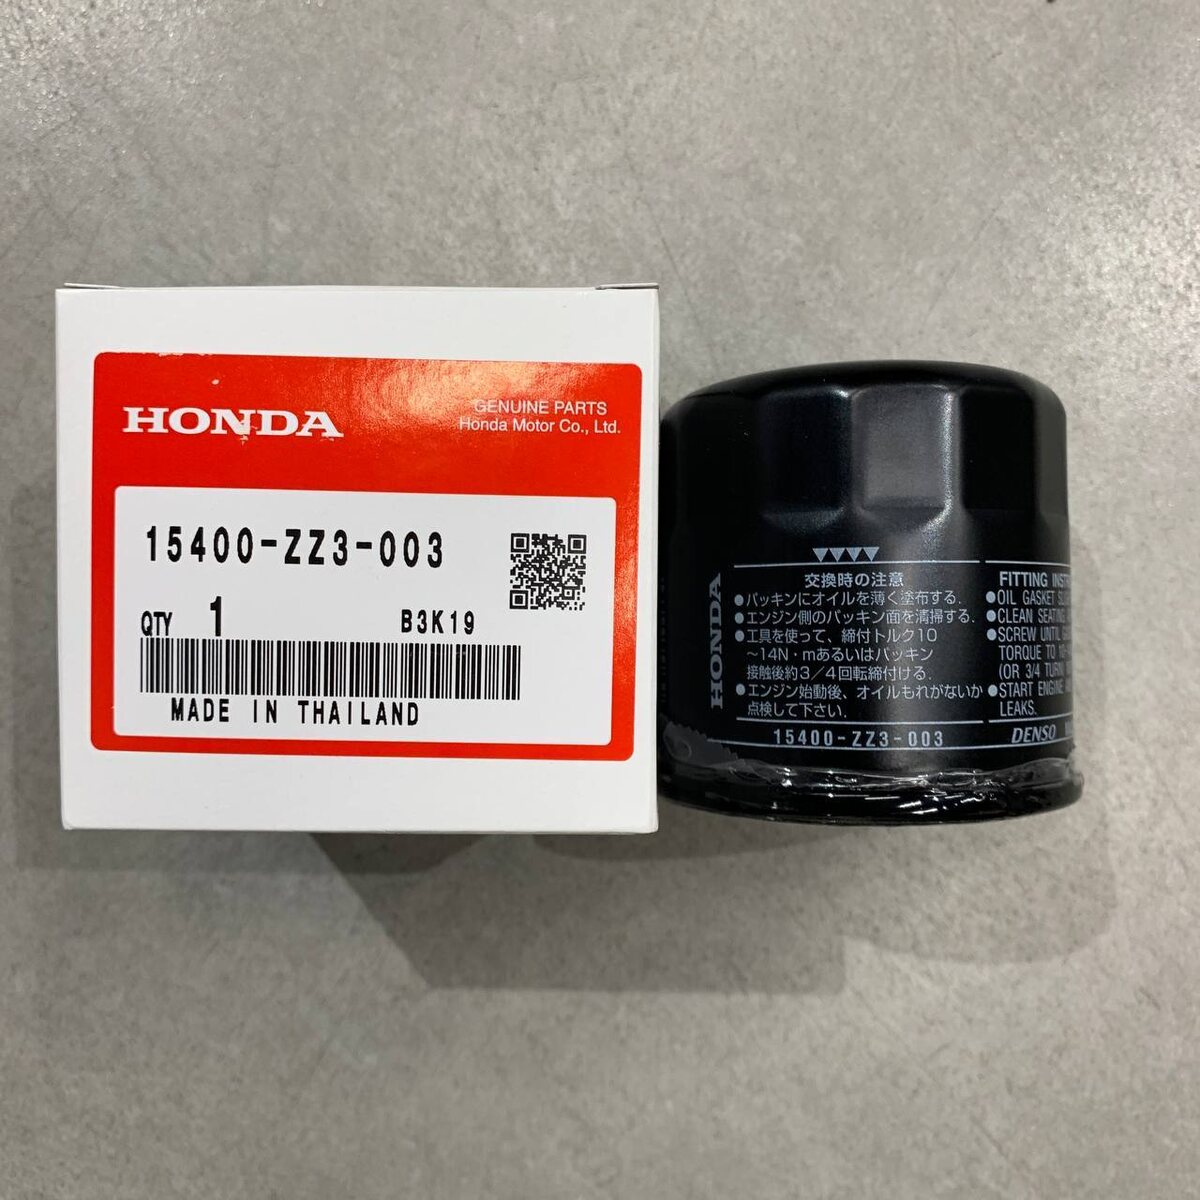 HONDA
GENUINE PARTS
Honda Motor Co., Ltd.
15400-ZZ3-003
QTY 1
B3K19
MADE IN THAILAND
HONDA
交換時の注意
●パッキンにオイルを薄く塗布する.
●エンジン側のパッキン面を清掃する.
●工具を使って、締付トルク10
～14N・mあるいはパッキン
接触後約3/4回転締付ける.
●エンジン始動後、オイルもれがないか
点検して下さい.
15400-ZZ3-003
FITTING
●OIL GASKET
●CLEAN SEATING
●SCREW UNTIL
TORQUE TO
(OR 3/4 TURN
●START ENGINE
LEAKS.
DENSO